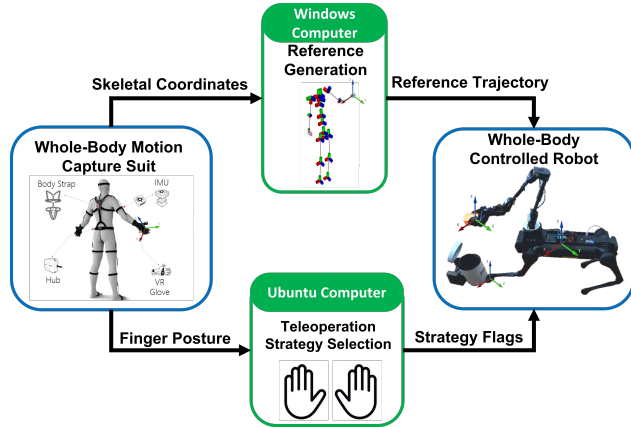 Windows
Computer
Reference
Generation
Skeletal Coordinates
Reference Trajectory
Whole-Body Motion
Capture Suit
Body Strap
IMU
Hub
VR
Glove
Whole-Body
Controlled Robot
Ubuntu Computer
Teleoperation
Strategy Selection
Finger Posture
Strategy Flags